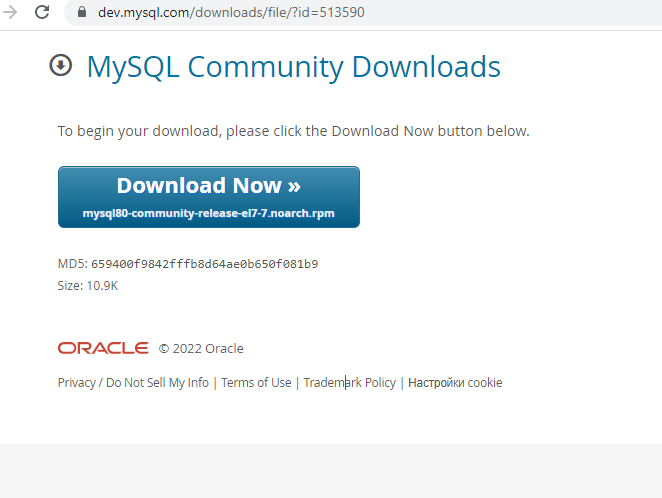 dev.mysql.com/downloads/file/?id=513590
MySQL Community Downloads
To begin your download, please click the Download Now button below.
Download Now »
mysql80-community-release-el7-7.noarch.rpm
MD5: 659400f9842fffb8d64ae0b650f081b9
Size: 10.9K
ORACLE © 2022 Oracle
Privacy / Do Not Sell My Info | Terms of Use | Trademark Policy | Настройки cookie